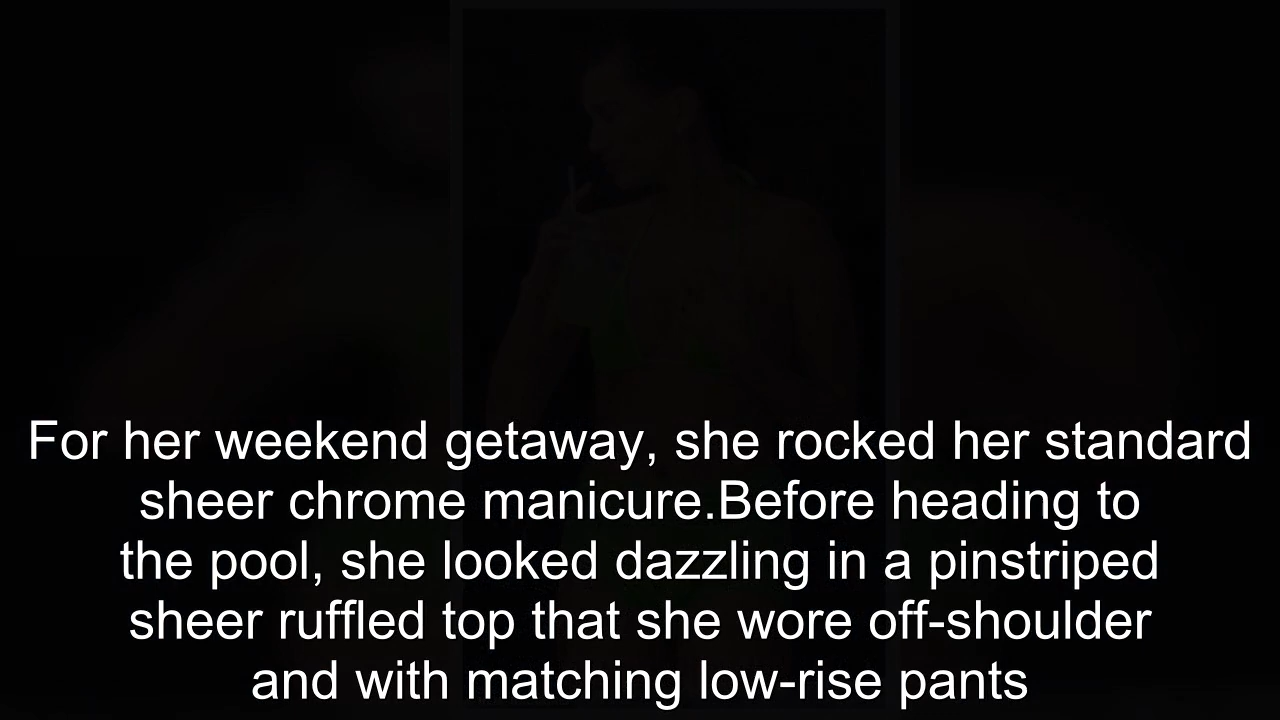 For her weekend getaway, she rocked her standard
sheer chrome manicure.Before heading to
the pool, she looked dazzling in a pinstriped
sheer ruffled top that she wore off-shoulder
and with matching low-rise pants